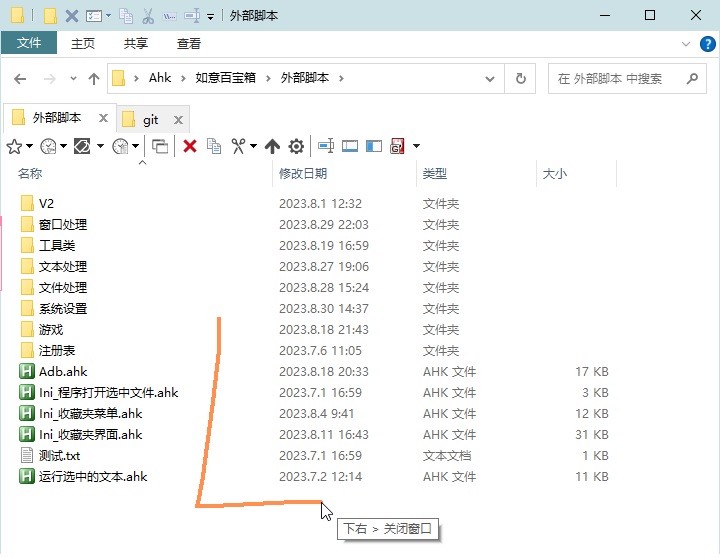 外部脚本
文件 主页 共享 查看
Ahk 如意百宝箱 外部脚本 在 外部脚本 中搜索
外部脚本 git
名称 修改日期 类型 大小
V2 2023.8.1 12:32 文件夹
窗口处理 2023.8.29 22:03 文件夹
工具类 2023.8.19 16:59 文件夹
文本处理 2023.8.27 19:06 文件夹
文件处理 2023.8.28 15:24 文件夹
系统设置 2023.8.30 14:37 文件夹
游戏 2023.8.18 21:43 文件夹
注册表 2023.7.6 11:05 文件夹
Adb.ahk 2023.8.18 20:33 AHK 文件 17 KB
Ini_程序打开选中文件.ahk 2023.7.1 16:59 AHK 文件 3 KB
Ini_收藏夹菜单.ahk 2023.8.4 9:41 AHK 文件 12 KB
Ini_收藏夹界面.ahk 2023.8.11 16:43 AHK 文件 31 KB
测试.txt 2023.7.1 16:59 文本文档 1 KB
运行选中的文本.ahk 2023.7.2 12:14 AHK 文件 11 KB
下右 > 关闭窗口